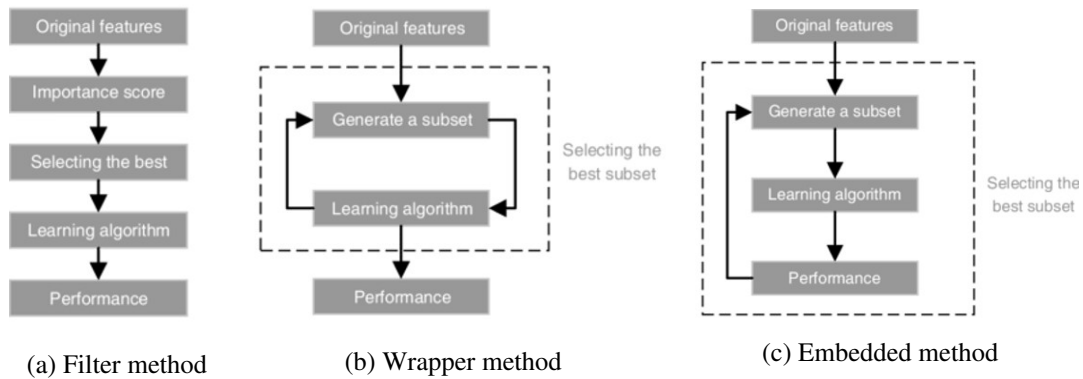 Original features
Importance score
Selecting the best
Learning algorithm
Performance
(a) Filter method
Original features
Generate a subset
Learning algorithm
Selecting the
best subset
Performance
(b) Wrapper method
Original features
Generate a subset
Learning algorithm
Performance
Selecting the
best subset
(c) Embedded method